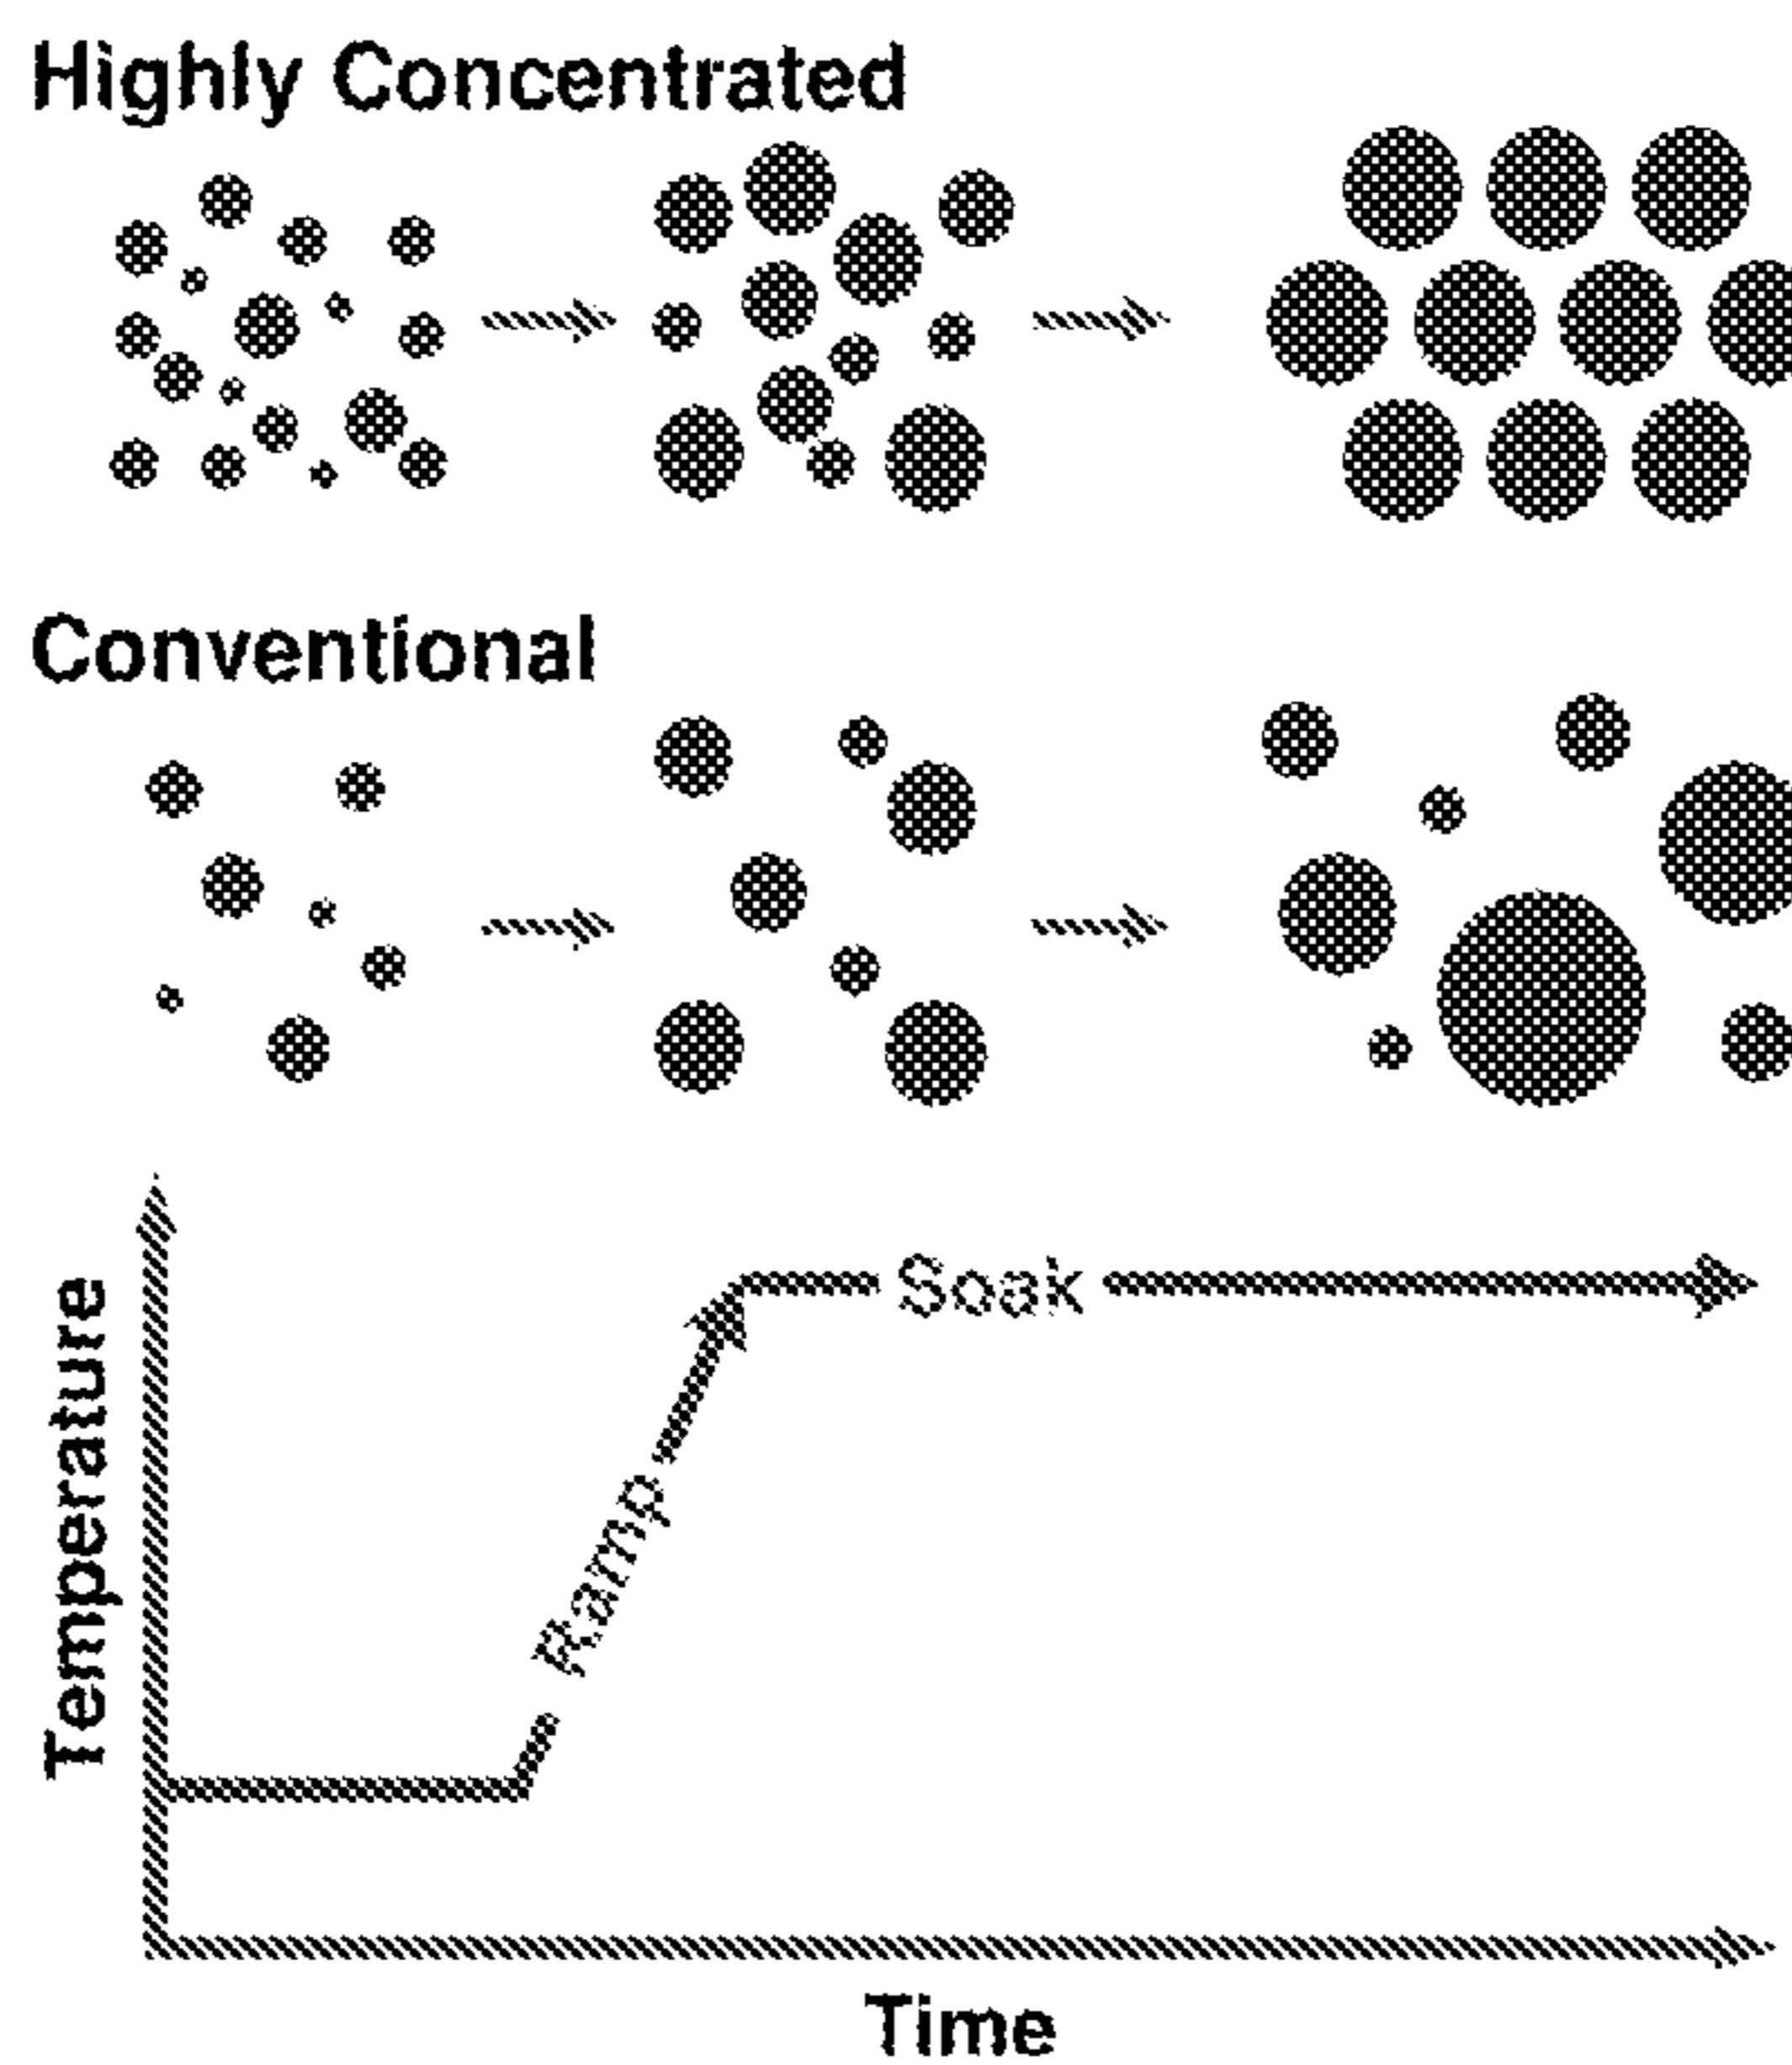 Highly Concentrated
Conventional
Temperature
Soak
Ramp
Time